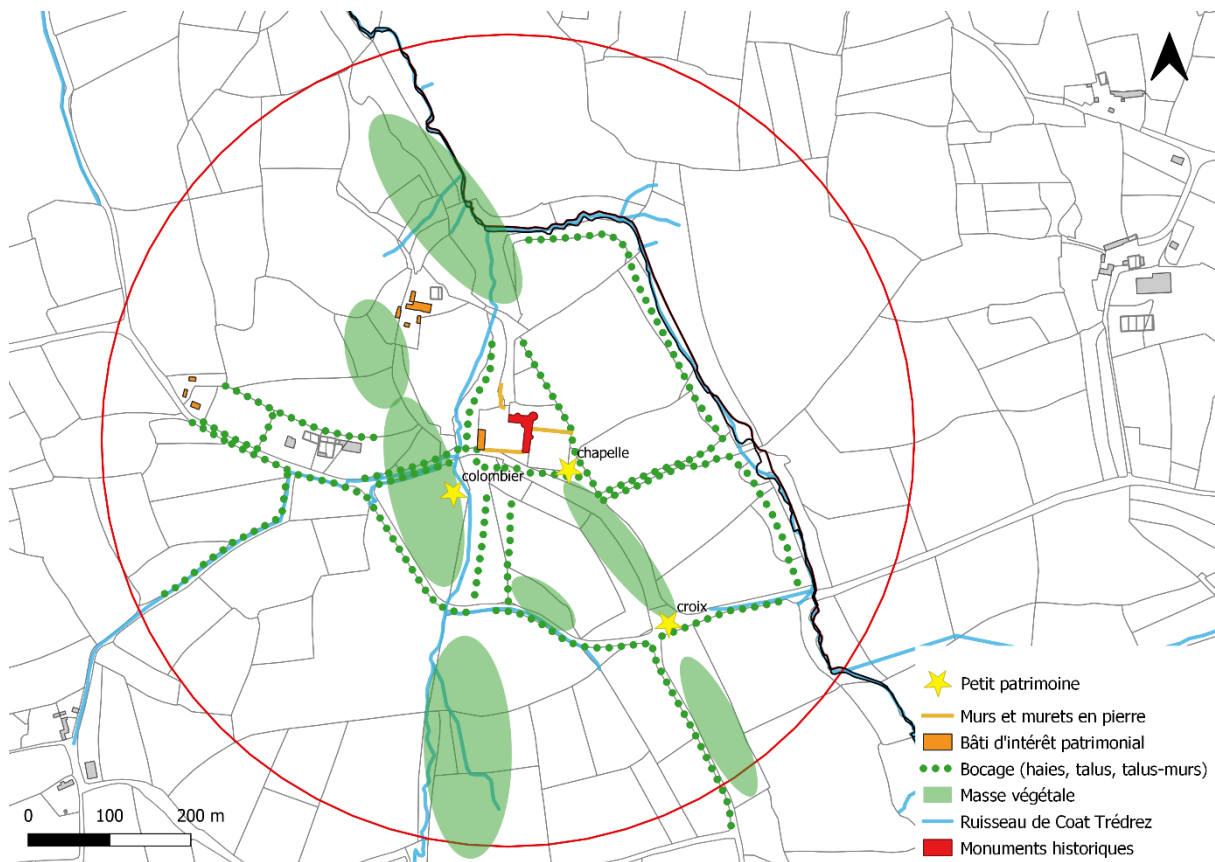 chapelle
colombier
croix
Petit patrimoine
Murs et murets en pierre
Bâti d'intérêt patrimonial
Bocage (haies, talus, talus-murs)
Masse végétale
Ruisseau de Coat Trédrez
Monuments historiques
0 100 200 m